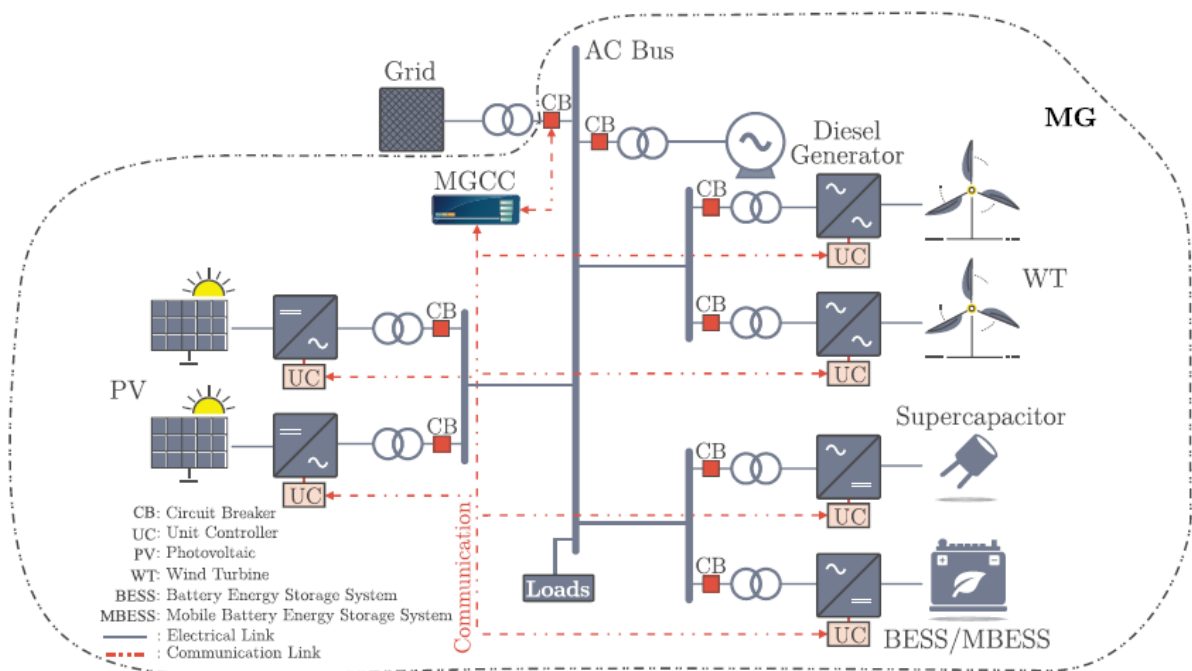 AC Bus
Grid
CB
CB
MG
Diesel
Generator
MGCC
CB
UC
WT
CB
UC
CB
UC
PV
CB
UC
Supercapacitor
CB
UC
CB
UC
BESS/MBESS
Loads
Communication
CB: Circuit Breaker
UC: Unit Controller
PV: Photovoltaic
WT: Wind Turbine
BESS: Battery Energy Storage System
MBESS: Mobile Battery Energy Storage System
: Electrical Link
: Communication Link